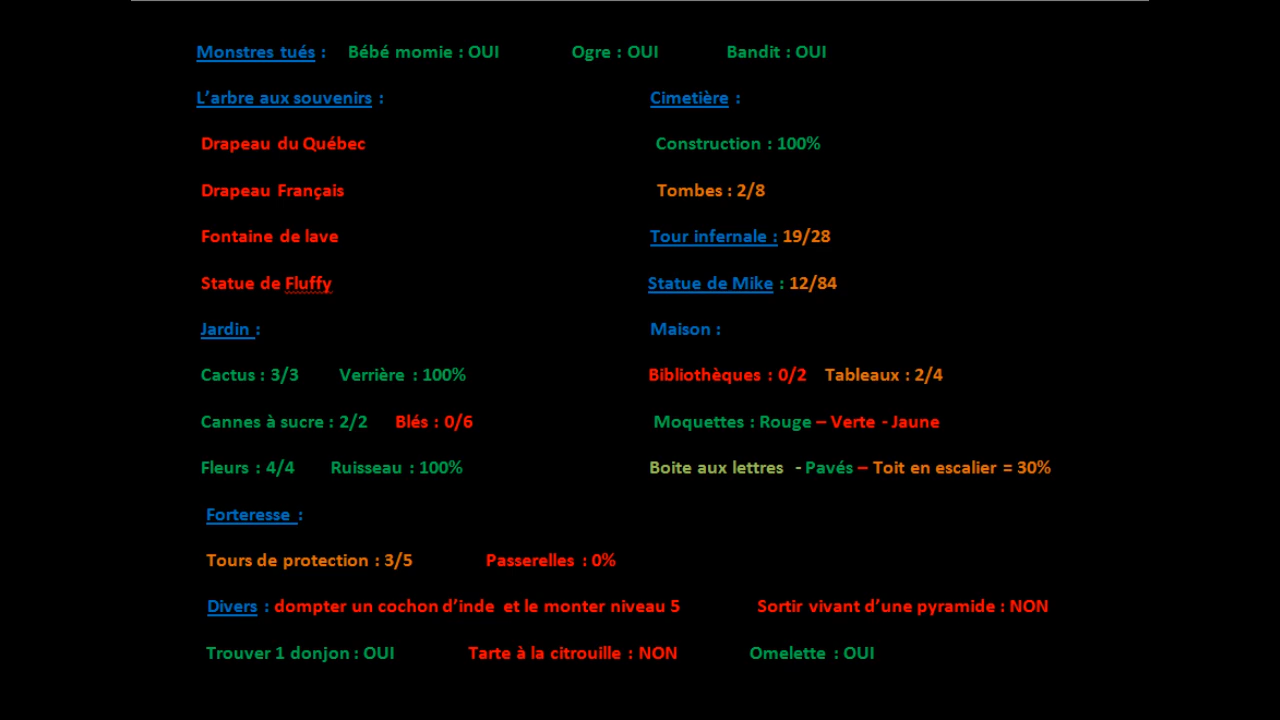 Monstres tués : Bébé momie : OUI Ogre : OUI Bandit : OUI
L'arbre aux souvenirs : Cimetière :
Drapeau du Québec Construction : 100%
Drapeau Français Tombes : 2/8
Fontaine de lave Tour infernale : 19/28
Statue de Fluffy Statue de Mike : 12/84
Jardin : Maison :
Cactus : 3/3 Verrière : 100% Bibliothèques : 0/2 Tableaux : 2/4
Cannes à sucre : 2/2 Blés : 0/6 Moquettes : Rouge – Verte - Jaune
Fleurs : 4/4 Ruisseau : 100% Boite aux lettres - Pavés – Toit en escalier = 30%
Forteresse :
Tours de protection : 3/5 Passerelles : 0%
Divers : dompter un cochon d'inde et le monter niveau 5 Sortir vivant d'une pyramide : NON
Trouver 1 donjon : OUI Tarte à la citrouille : NON Omelette : OUI